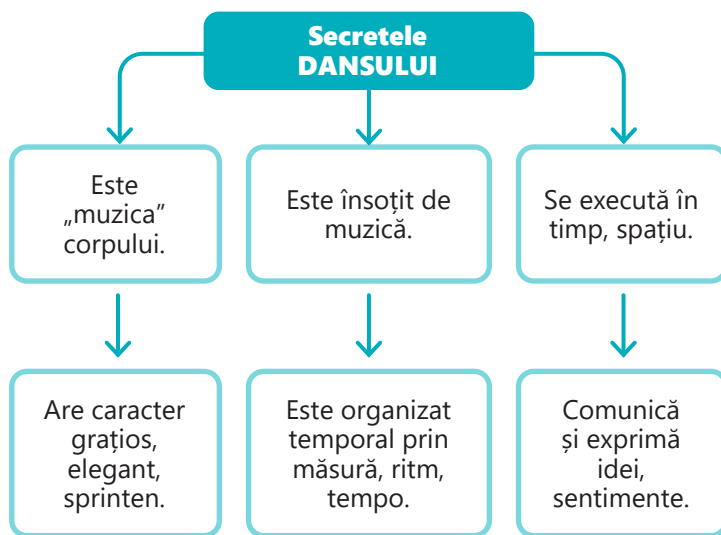 Secretele
DANSULUI
Este
„muzica”
corpului.
Este însoțit de
muzică.
Se execută în
timp, spațiu.
Are caracter
grațios,
elegant,
sprinten.
Este organizat
temporal prin
măsură, ritm,
tempo.
Comunică
și exprimă
idei,
sentimente.